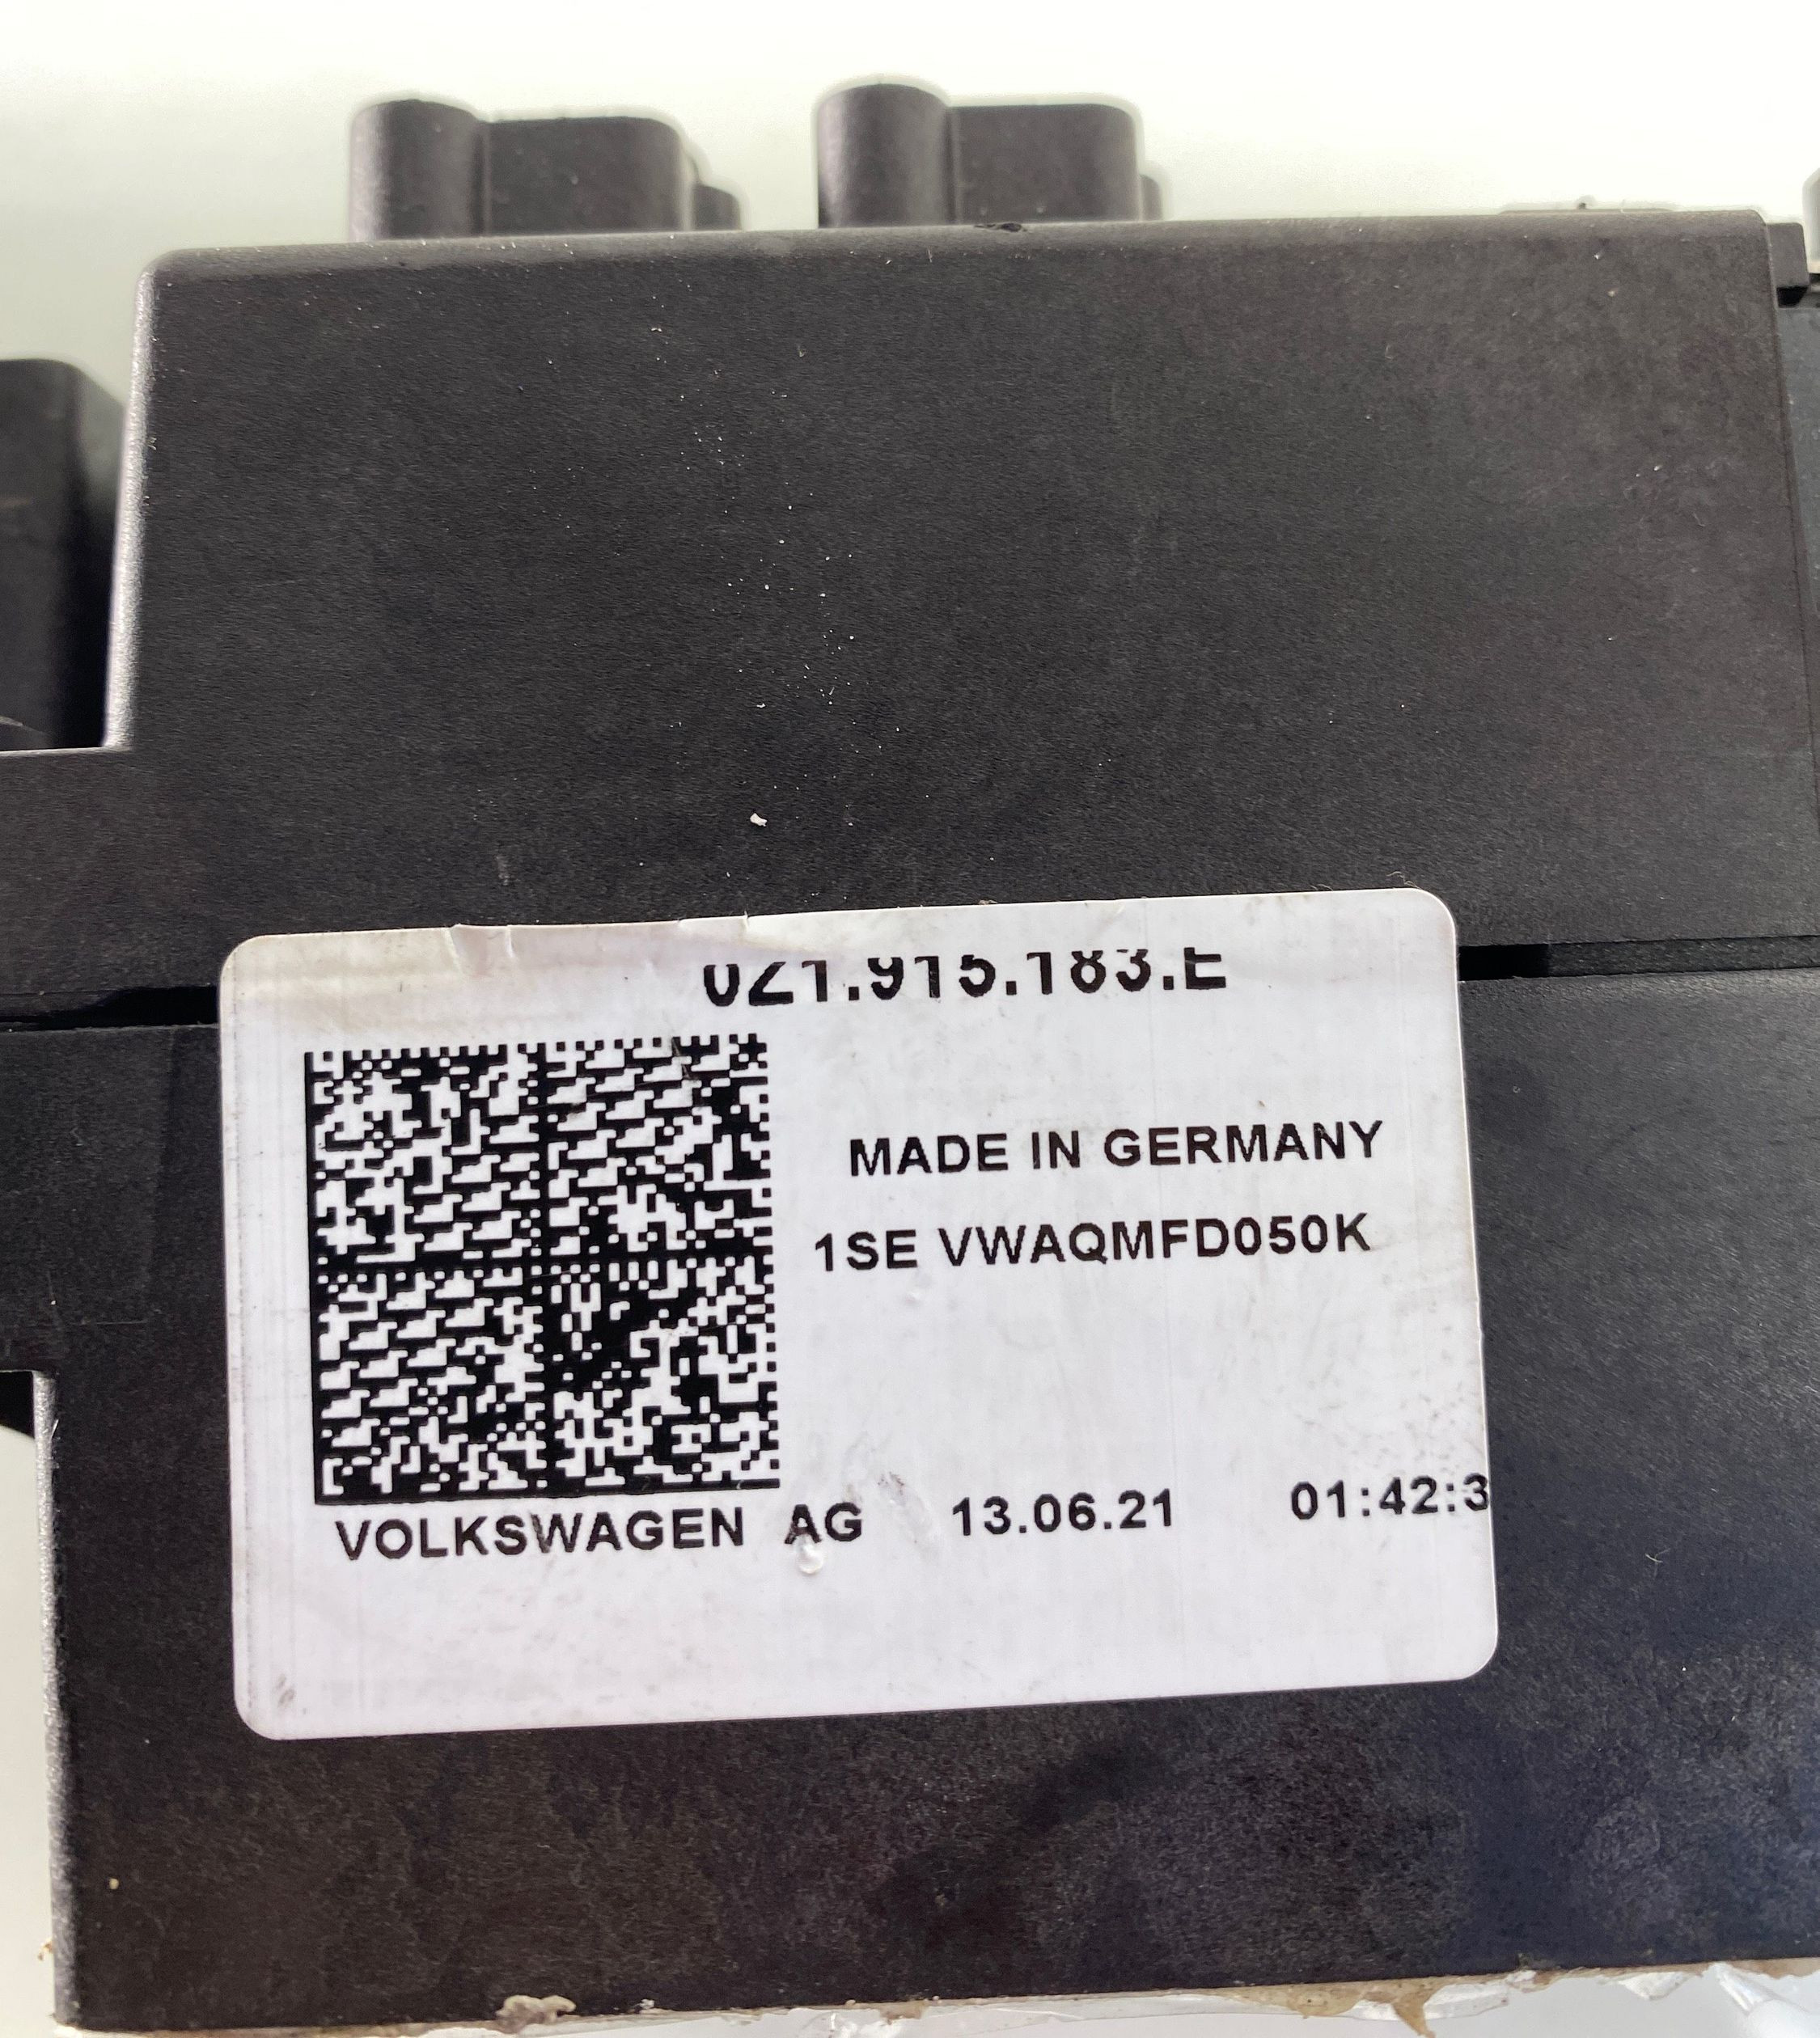 0Z1.915.183.E
MADE IN GERMANY
1SE VWAQMFD050K
VOLKSWAGEN AG 13.06.21 01:42:3